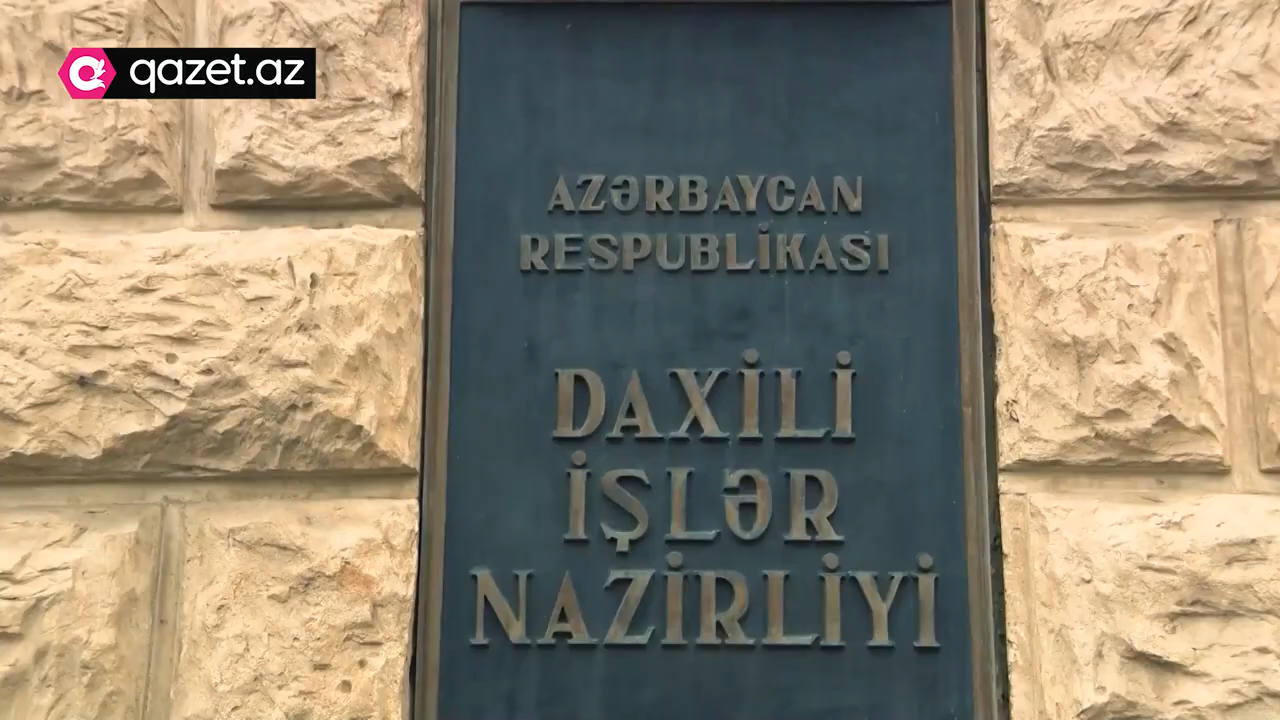 qazet.az
AZƏRBAYCAN
RESPUBLİKASI
DAXİLİ
İŞLƏR
NAZİRLİYİ